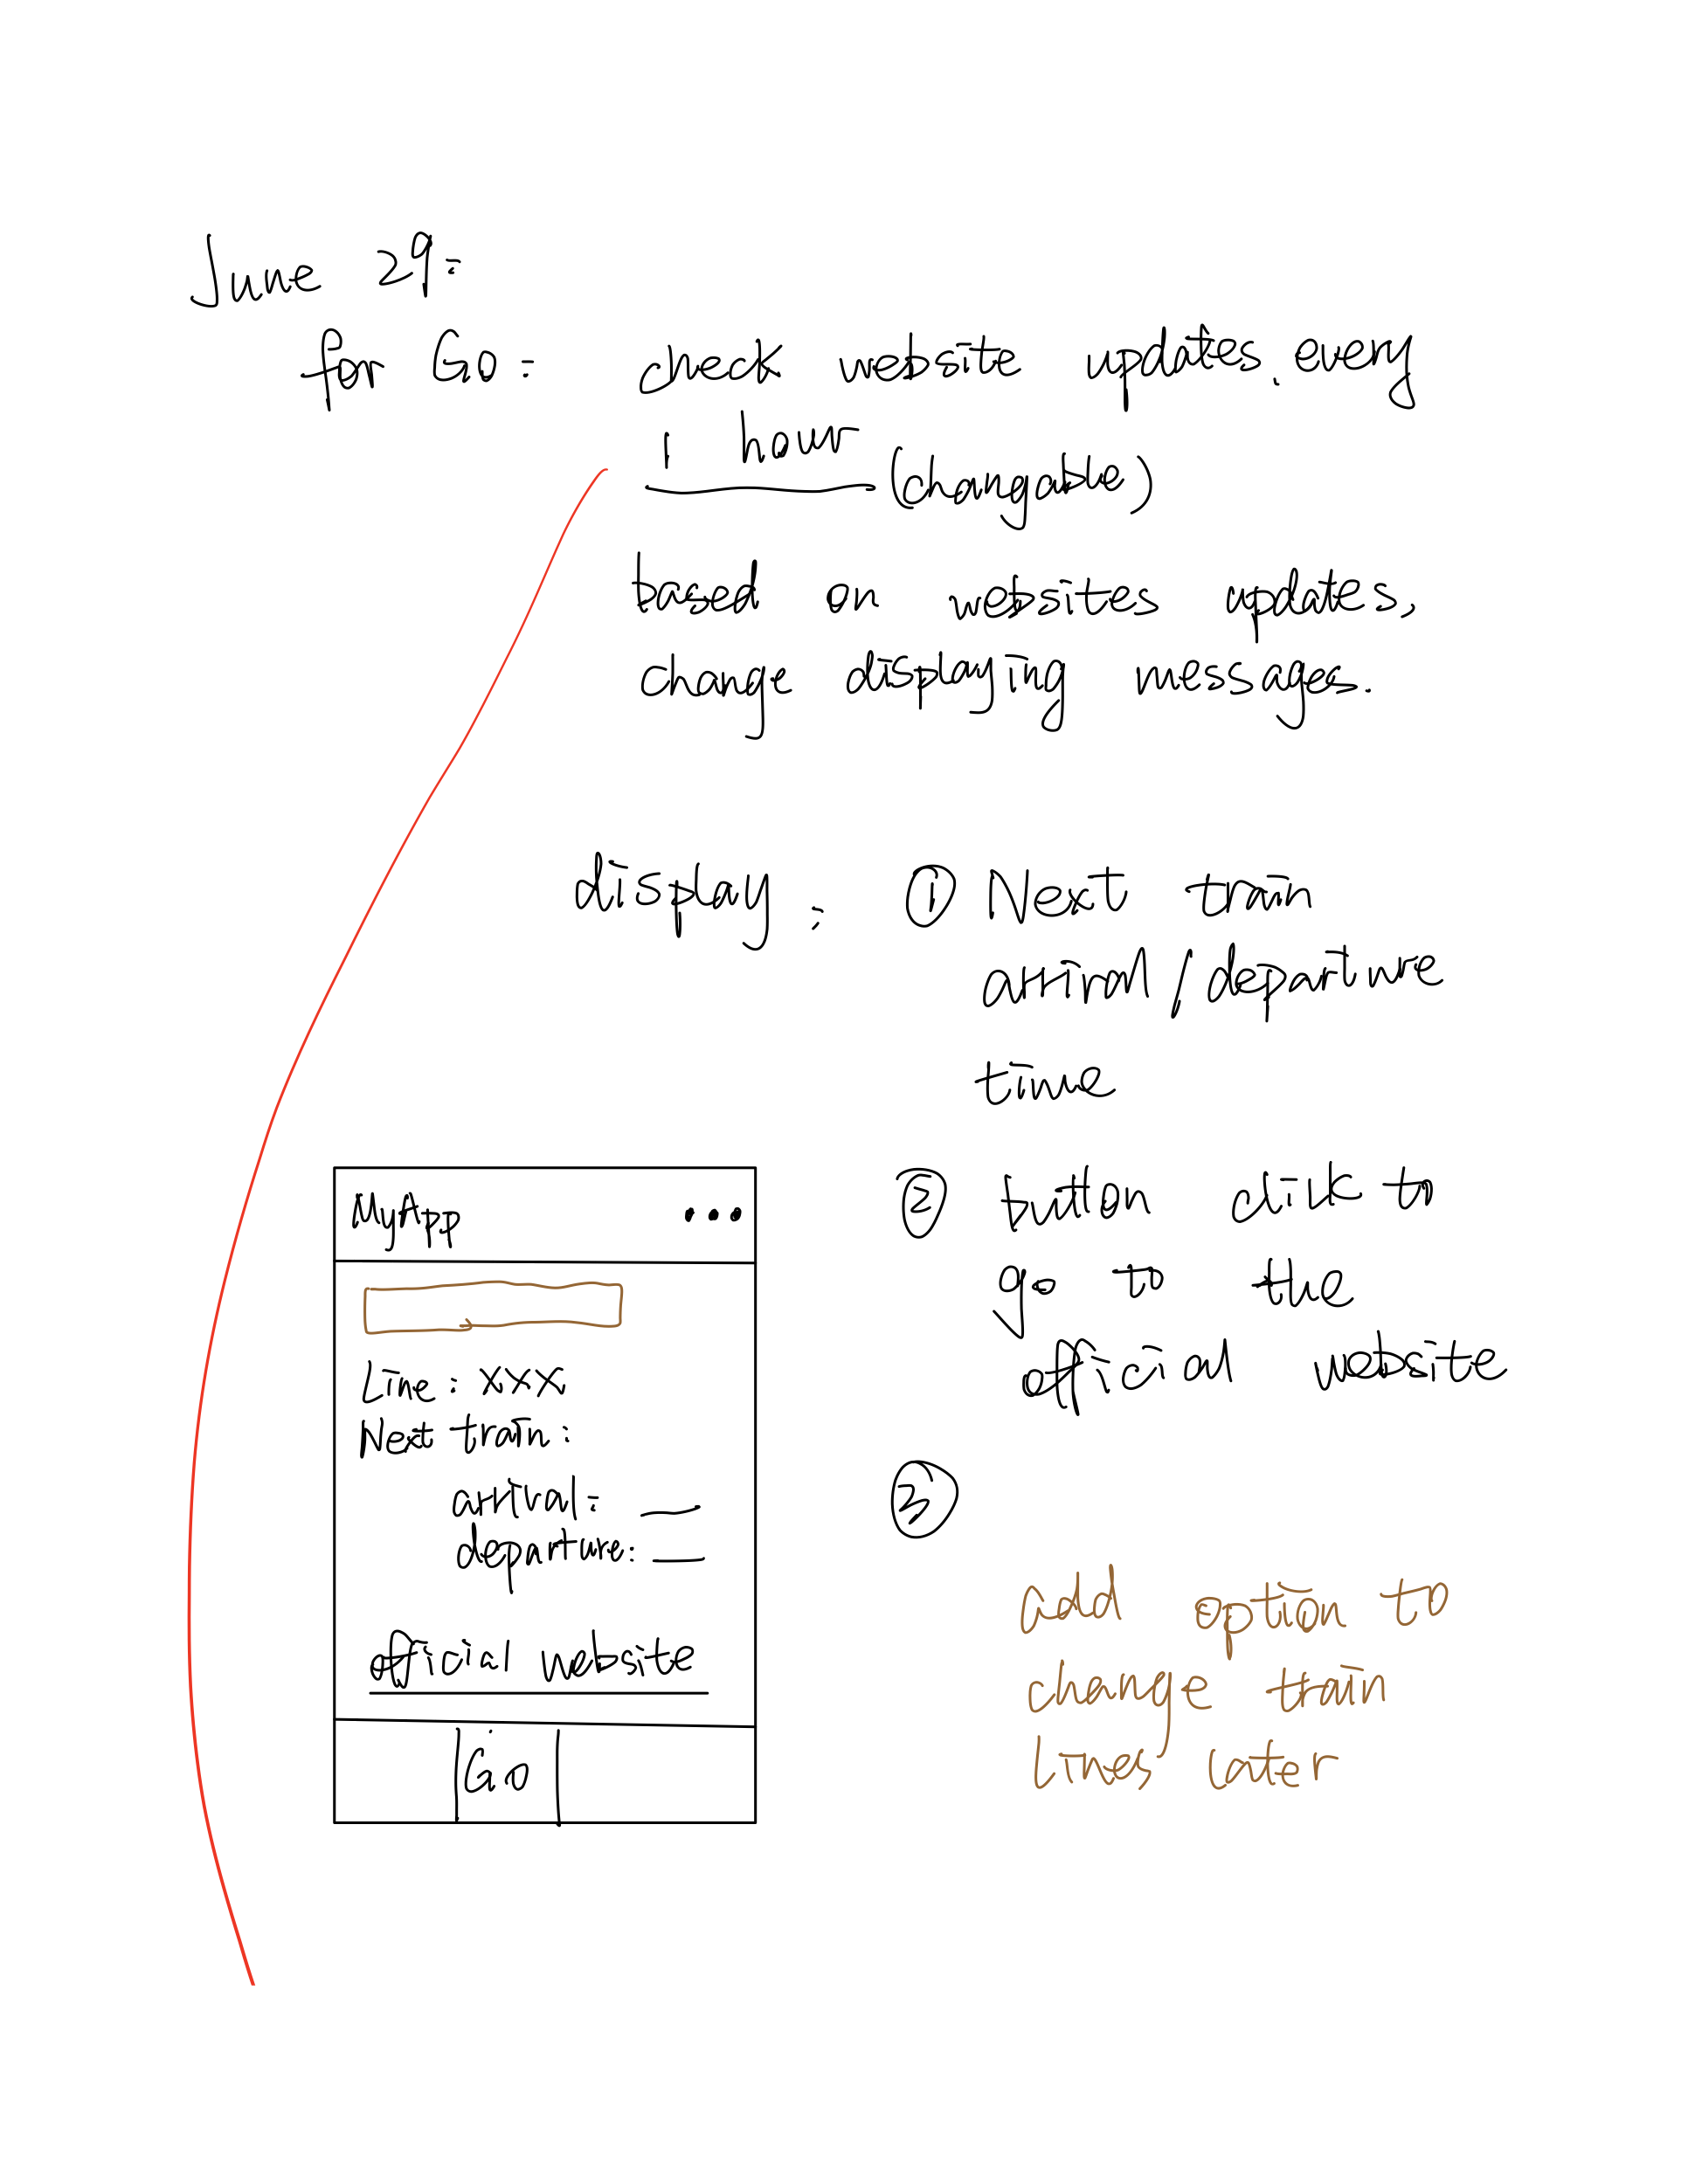 June 29:
for Go: check website updates. every
1 hour (changable)
based on websites updates,
change displaying messages.
display: ① Next train
arrival/departure
time
② button click to
go to the
official website
③
add option to
change train
lines later
MyApp •••
Line: xxx
Next train:
arrival: __
departure: __
official website
Go